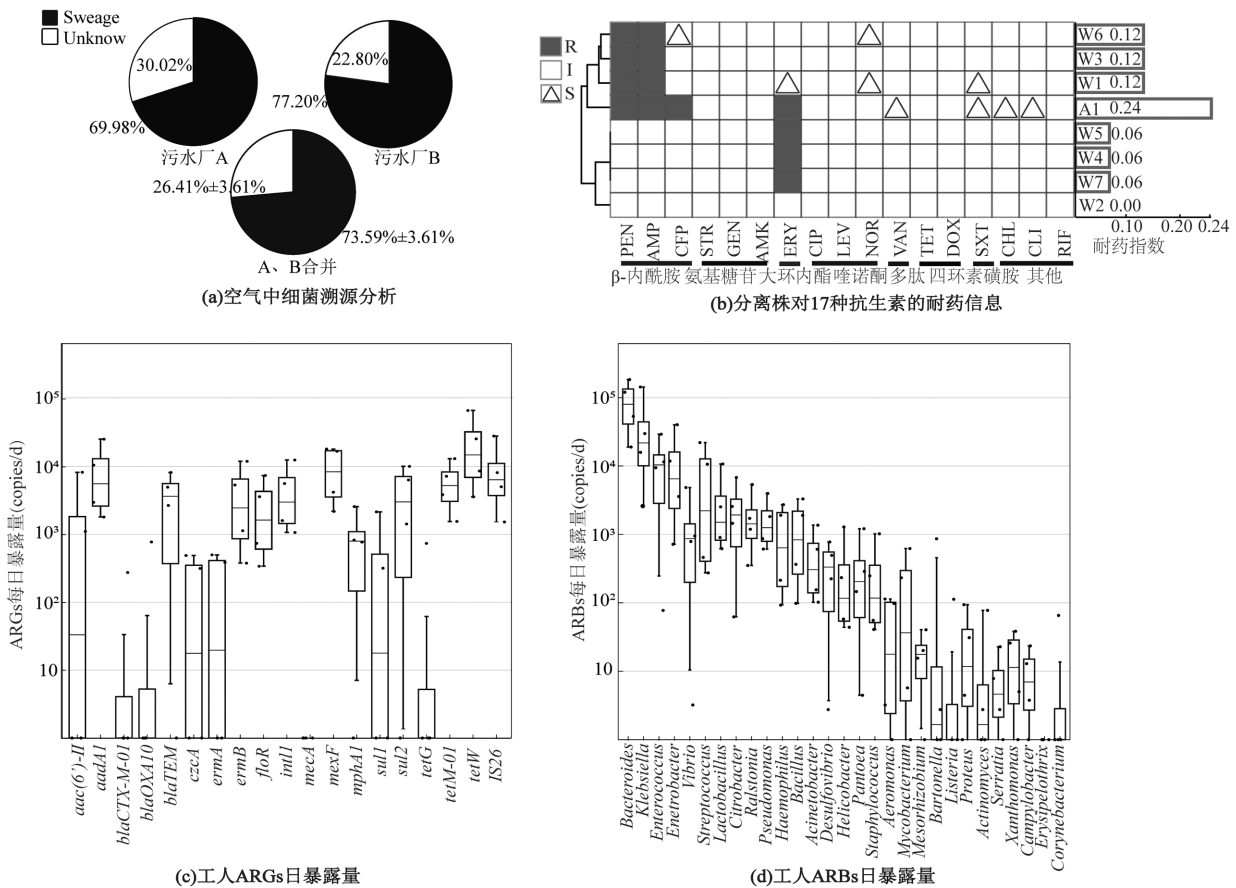 Sweage
Unknow
30.02%
69.98%
污水厂A
22.80%
77.20%
污水厂B
26.41%±3.61%
73.59%±3.61%
A、B合并
(a)空气中细菌溯源分析
R
I
S
W6 0.12
W3 0.12
W1 0.12
A1 0.24
W5 0.06
W4 0.06
W7 0.06
W2 0.00
0.10 0.20 0.24
耐药指数
PEN AMP CFP STR GEN AMK ERY CIP LEV NOR VAN TET DOX SXT CHL CLI RIF
β-内酰胺 氨基糖苷 大环内酯 喹诺酮 多肽 四环素 磺胺 其他
(b)分离株对17种抗生素的耐药信息
ARGs每日暴露量(copies/d)
10⁵
10⁴
10³
10²
10
aac(6′)-II aadA1 blaCTX-M-01 blaOXA10 blaTEM czcA ermA ermB floR intl1 mecA mexF mphA1 sul1 sul2 tetG tetM-01 tetW IS26
(c)工人ARGs日暴露量
ARBs每日暴露量(copies/d)
10⁵
10⁴
10³
10²
10
Bacteroides Klebsiella Enterococcus Enetrobacter Vibrio Streptococcus Lactobacillus Citrobacter Ralstonia Pseudomonas Haemophilus Bacillus Acinetobacter Desulfovibrio Helicobacter Pantoea Staphylococcus Aeromonas Mycobacterium Mesorhizobium Bartonella Listeria Proteus Actinomyces Serratia Xanthomonas Campylobacter Erysipelothrix Corynebacterium
(d)工人ARBs日暴露量